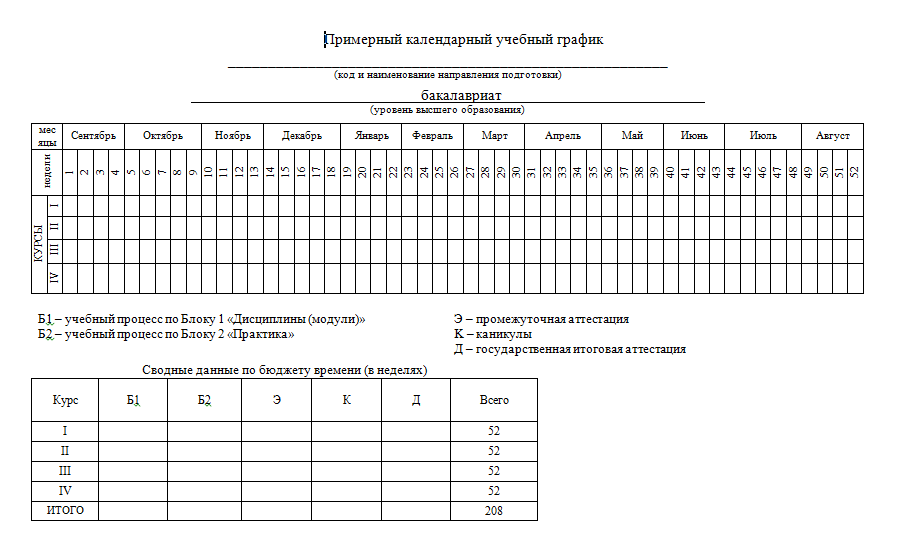 Примерный календарный учебный график
(код и наименование направления подготовки)
бакалавриат
(уровень высшего образования)
мес яцы Сентябрь Октябрь Ноябрь Декабрь Январь Февраль Март Апрель Май Июнь Июль Август
недели 1 2 3 4 5 6 7 8 9 10 11 12 13 14 15 16 17 18 19 20 21 22 23 24 25 26 27 28 29 30 31 32 33 34 35 36 37 38 39 40 41 42 43 44 45 46 47 48 49 50 51 52
КУРСЫ
I
II
III
IV
Б1 – учебный процесс по Блоку 1 «Дисциплины (модули)»
Б2 – учебный процесс по Блоку 2 «Практика»
Э – промежуточная аттестация
К – каникулы
Д – государственная итоговая аттестация
Сводные данные по бюджету времени (в неделях)
Курс Б1 Б2 Э К Д Всего
I 52
II 52
III 52
IV 52
ИТОГО 208